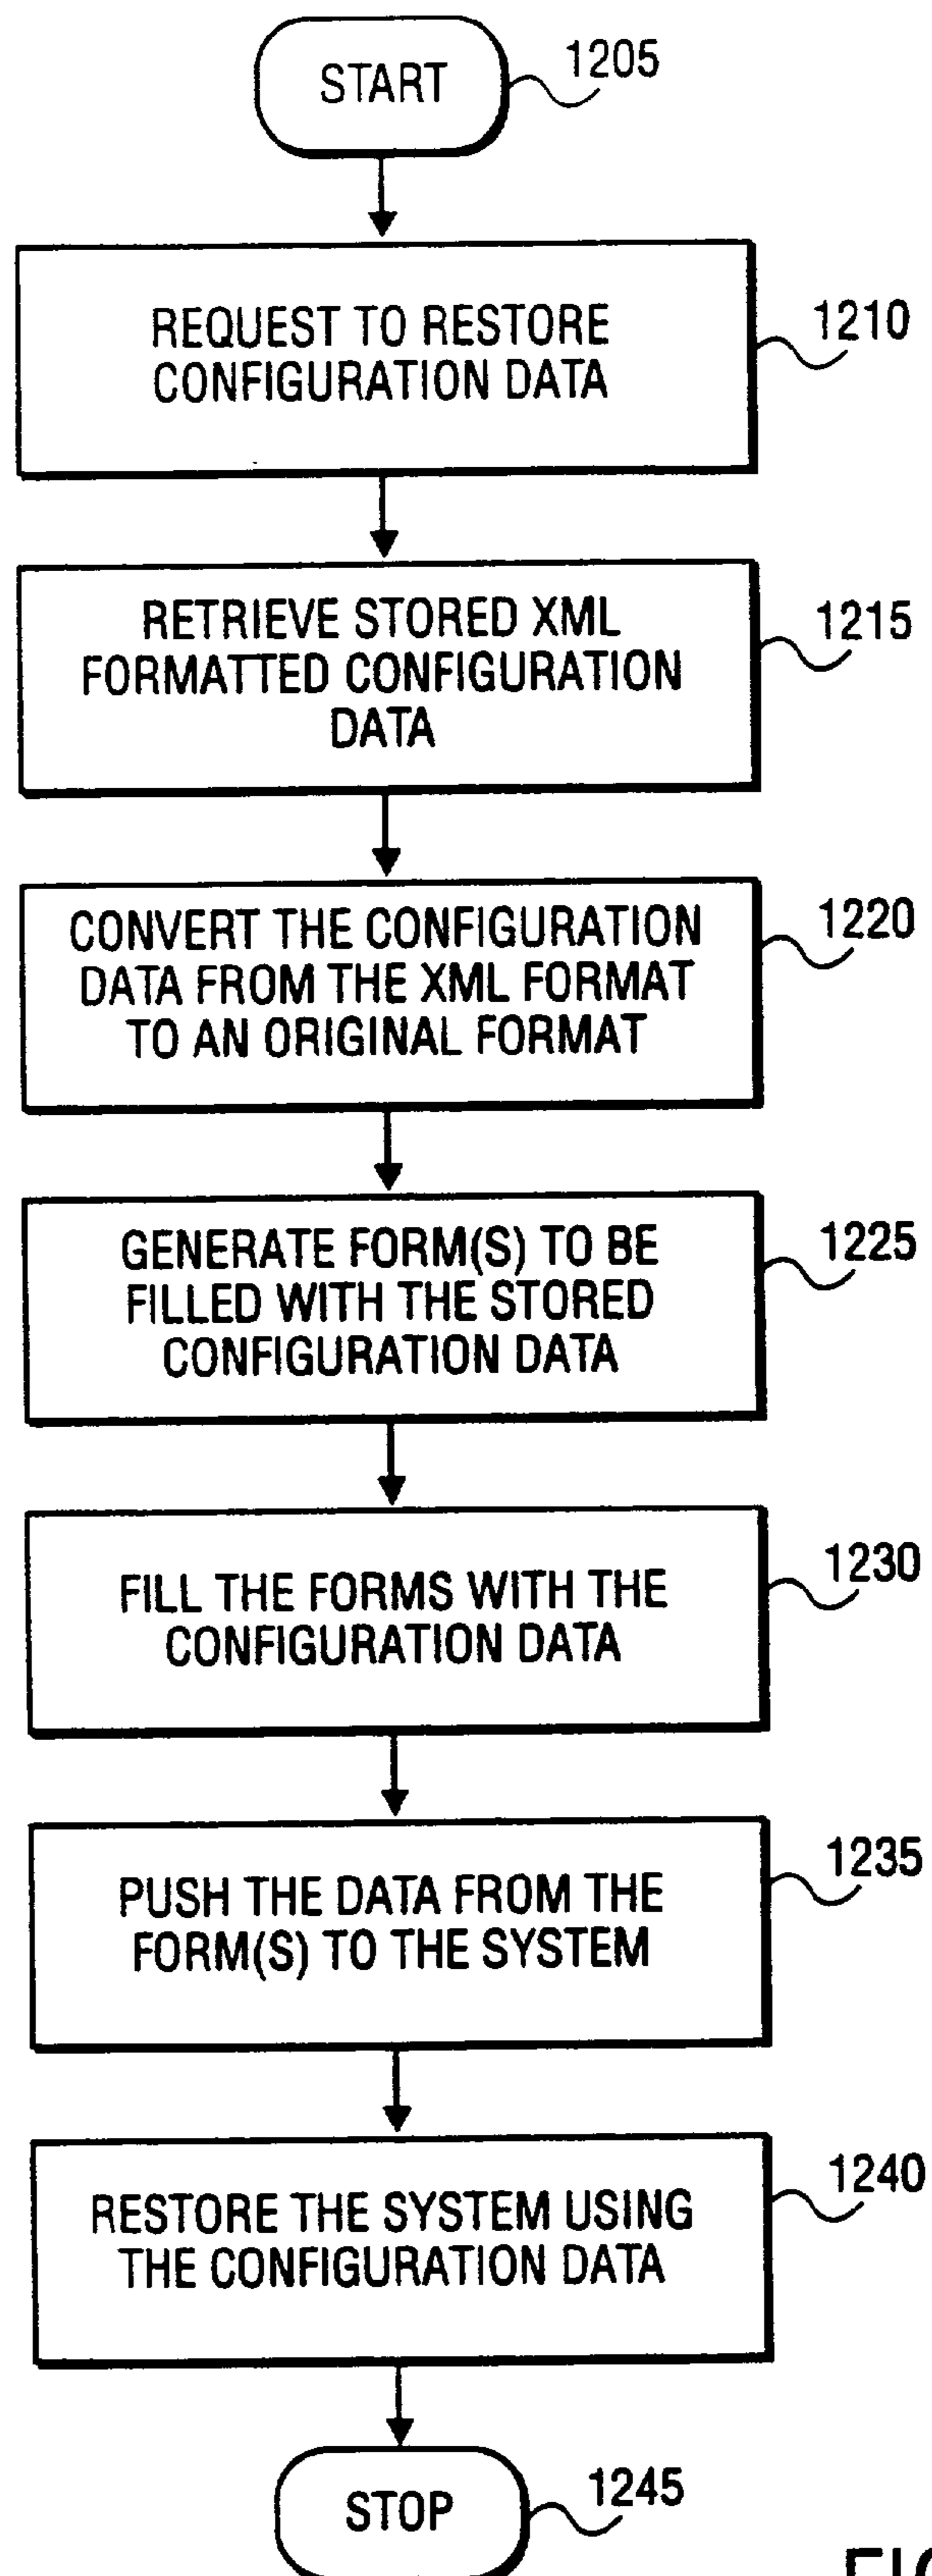 START
1205
REQUEST TO RESTORE
CONFIGURATION DATA
1210
RETRIEVE STORED XML
FORMATTED CONFIGURATION
DATA
1215
CONVERT THE CONFIGURATION
DATA FROM THE XML FORMAT
TO AN ORIGINAL FORMAT
1220
GENERATE FORM(S) TO BE
FILLED WITH THE STORED
CONFIGURATION DATA
1225
FILL THE FORMS WITH THE
CONFIGURATION DATA
1230
PUSH THE DATA FROM THE
FORM(S) TO THE SYSTEM
1235
RESTORE THE SYSTEM USING
THE CONFIGURATION DATA
1240
STOP
1245